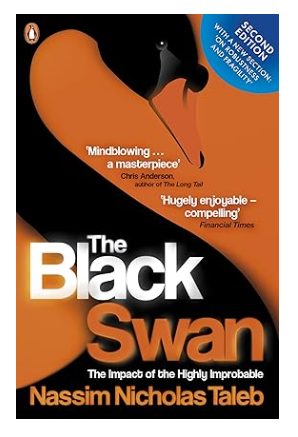 SECOND
EDITION
WITH A NEW SECTION:
'ON ROBUSTNESS
AND FRAGILITY'
'Mindblowing ...
a masterpiece'
Chris Anderson,
author of The Long Tail
'Hugely enjoyable –
compelling'
Financial Times
The
Black
Swan
The Impact of the Highly Improbable
Nassim Nicholas Taleb